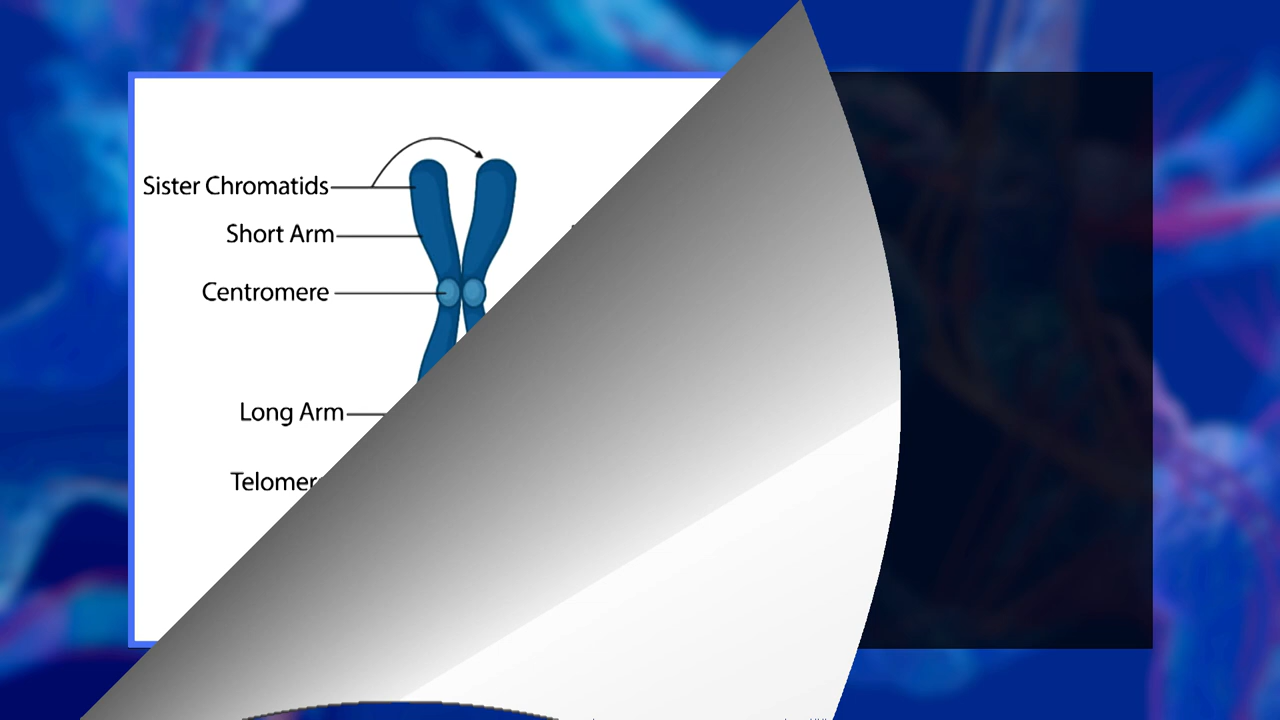 Sister Chromatids
Short Arm
Centromere
Long Arm